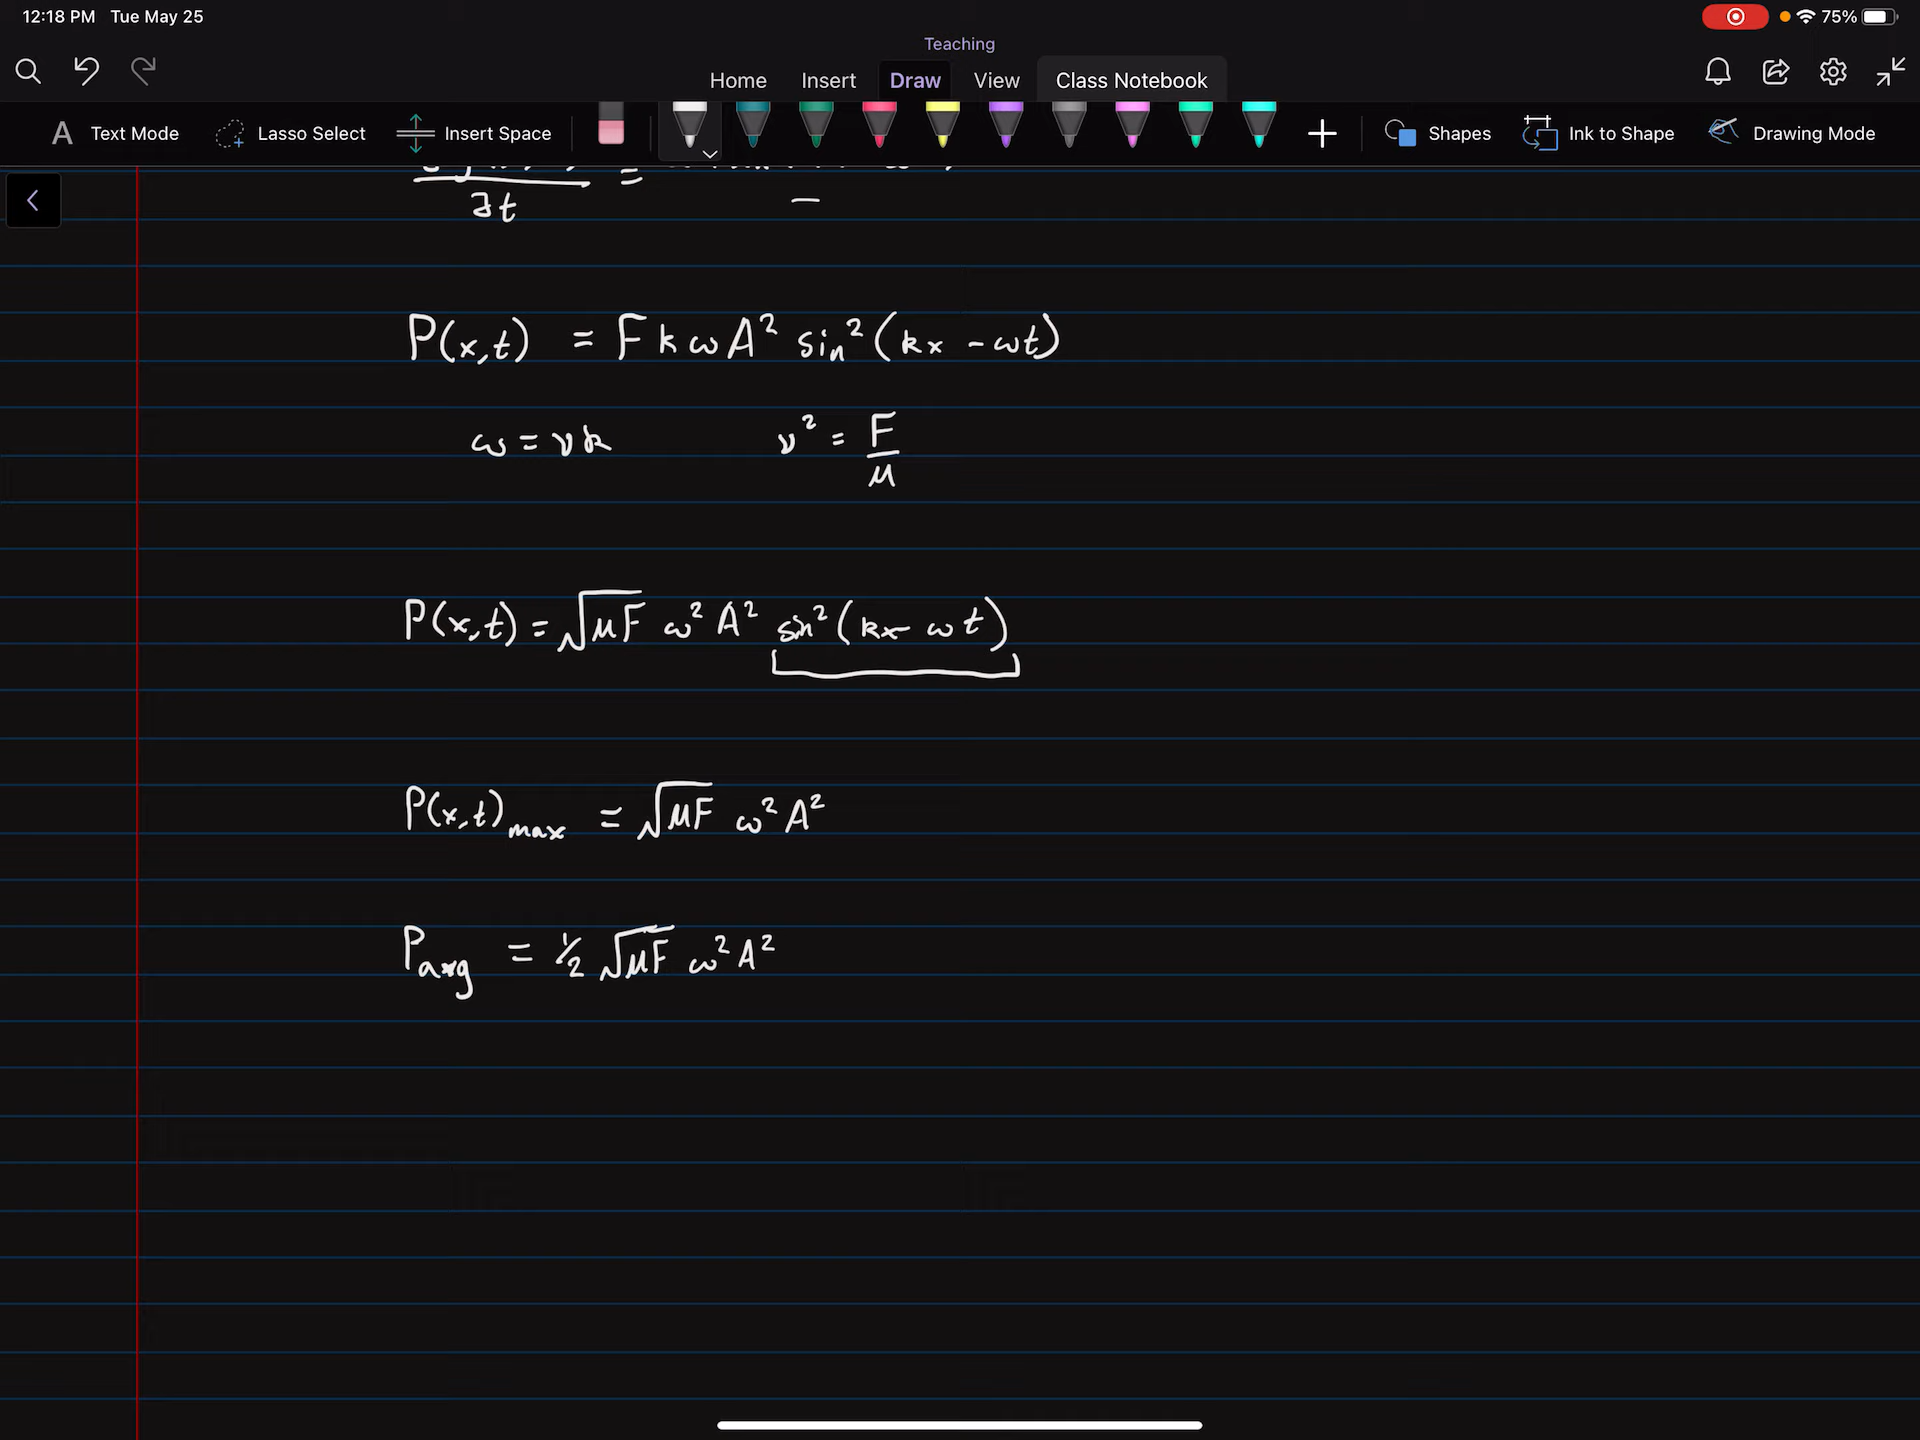 12:18 PM Tue May 25
75%
Teaching
Home Insert Draw View Class Notebook
A Text Mode Lasso Select Insert Space Shapes Ink to Shape Drawing Mode
∂t =
P(x,t) = F k ω A² sin²(kx - ωt)
ω = vk v² = F/μ
P(x,t) = √μF ω² A² sin²(kx - ωt)
P(x,t)max = √μF ω² A²
Pavg = ½ √μF ω² A²